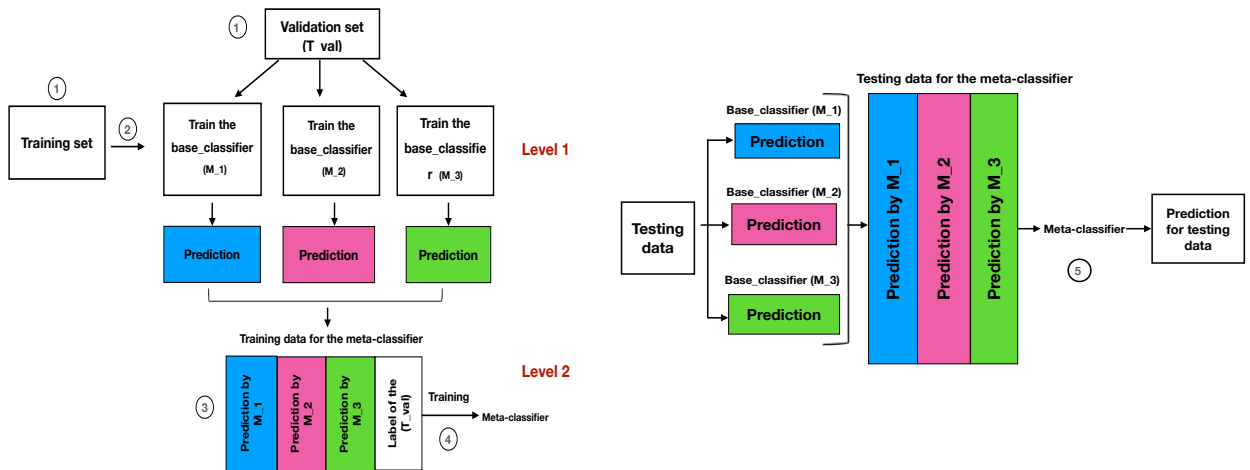 1
Validation set
(T_val)
1
Training set
2
Train the
base_classifier
(M_1)
Train the
base_classifier
(M_2)
Train the
base_classifie
r (M_3)
Level 1
Prediction
Prediction
Prediction
Training data for the meta-classifier
3
Prediction by
M_1
Prediction by
M_2
Prediction by
M_3
Label of the
(T_val)
Level 2
Training
4
Meta-classifier
Testing data for the meta-classifier
Testing
data
Base_classifier (M_1)
Prediction
Base_classifier (M_2)
Prediction
Base_classifier (M_3)
Prediction
Prediction by M_1
Prediction by M_2
Prediction by M_3
Meta-classifier
5
Prediction
for testing
data